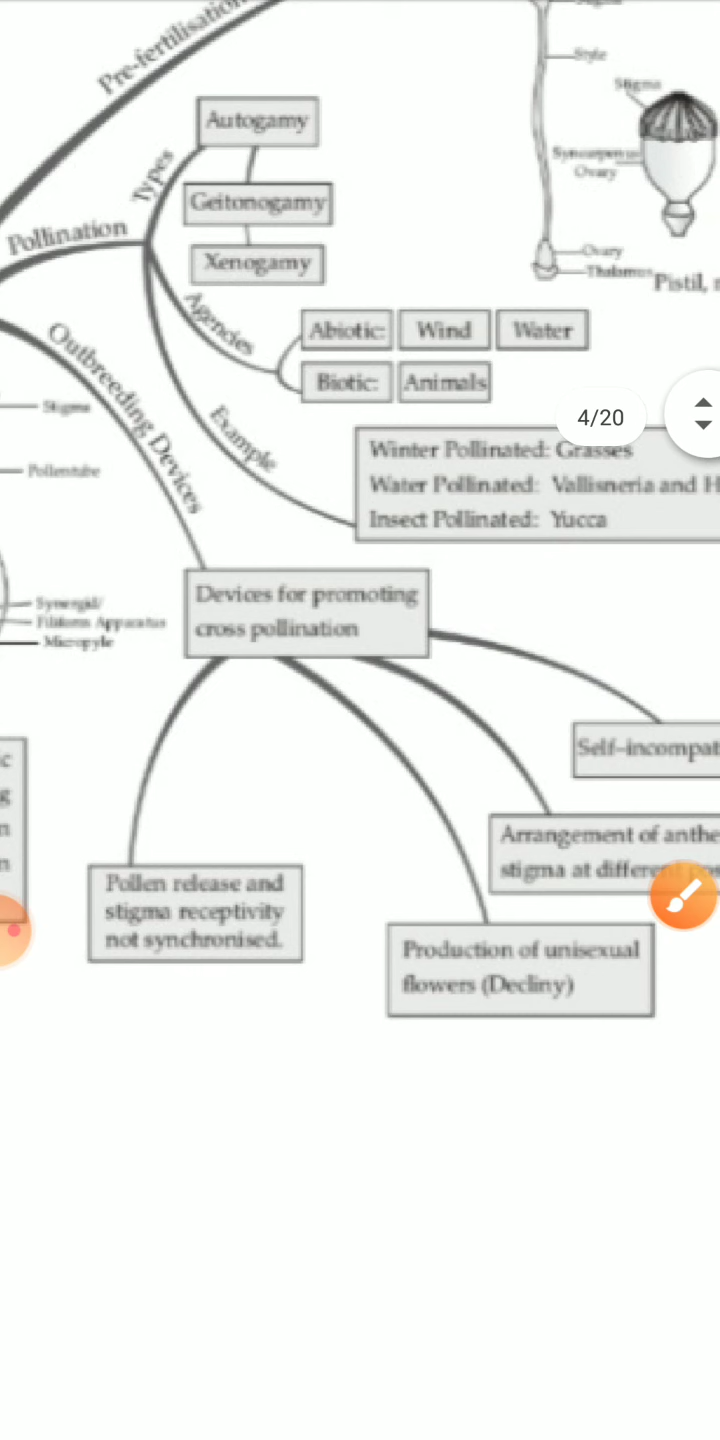 Pre-fertilisation
Style
Stigma
Autogamy
Types
Syncarpous
Ovary
Geitonogamy
Pollination
Xenogamy
Ovary
Thalamus
Pistil,
Agencies
Abiotic: Wind Water
Outbreeding Devices
Biotic: Animals
Stigma
Example
4/20
Winter Pollinated: Grasses
Water Pollinated: Vallisneria and H
Insect Pollinated: Yucca
Pollentube
Devices for promoting
cross pollination
Synergid/
Filiform Apparatus
Micropyle
Self-incompat
Arrangement of anthe
stigma at different pos
Pollen release and
stigma receptivity
not synchronised.
Production of unisexual
flowers (Decliny)